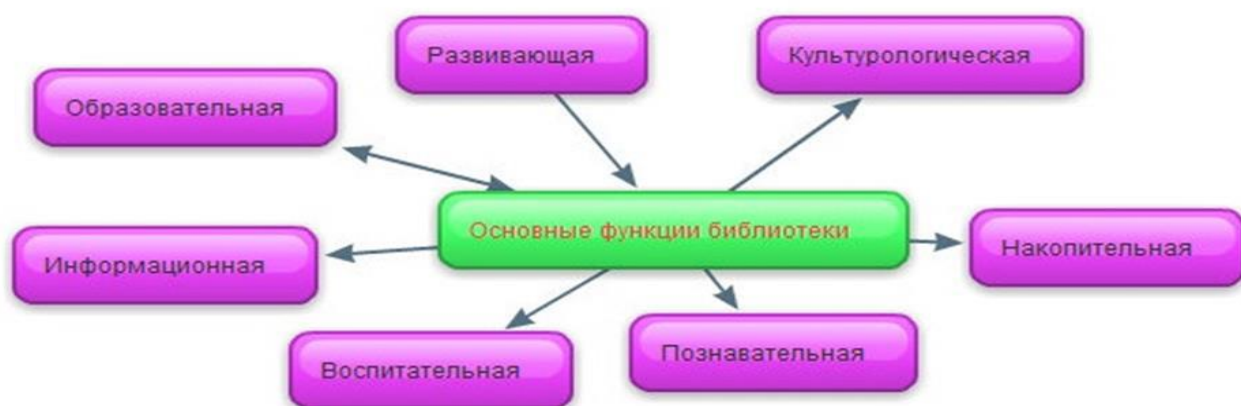 Развивающая
Культурологическая
Образовательная
Основные функции библиотеки
Информационная
Накопительная
Воспитательная
Познавательная